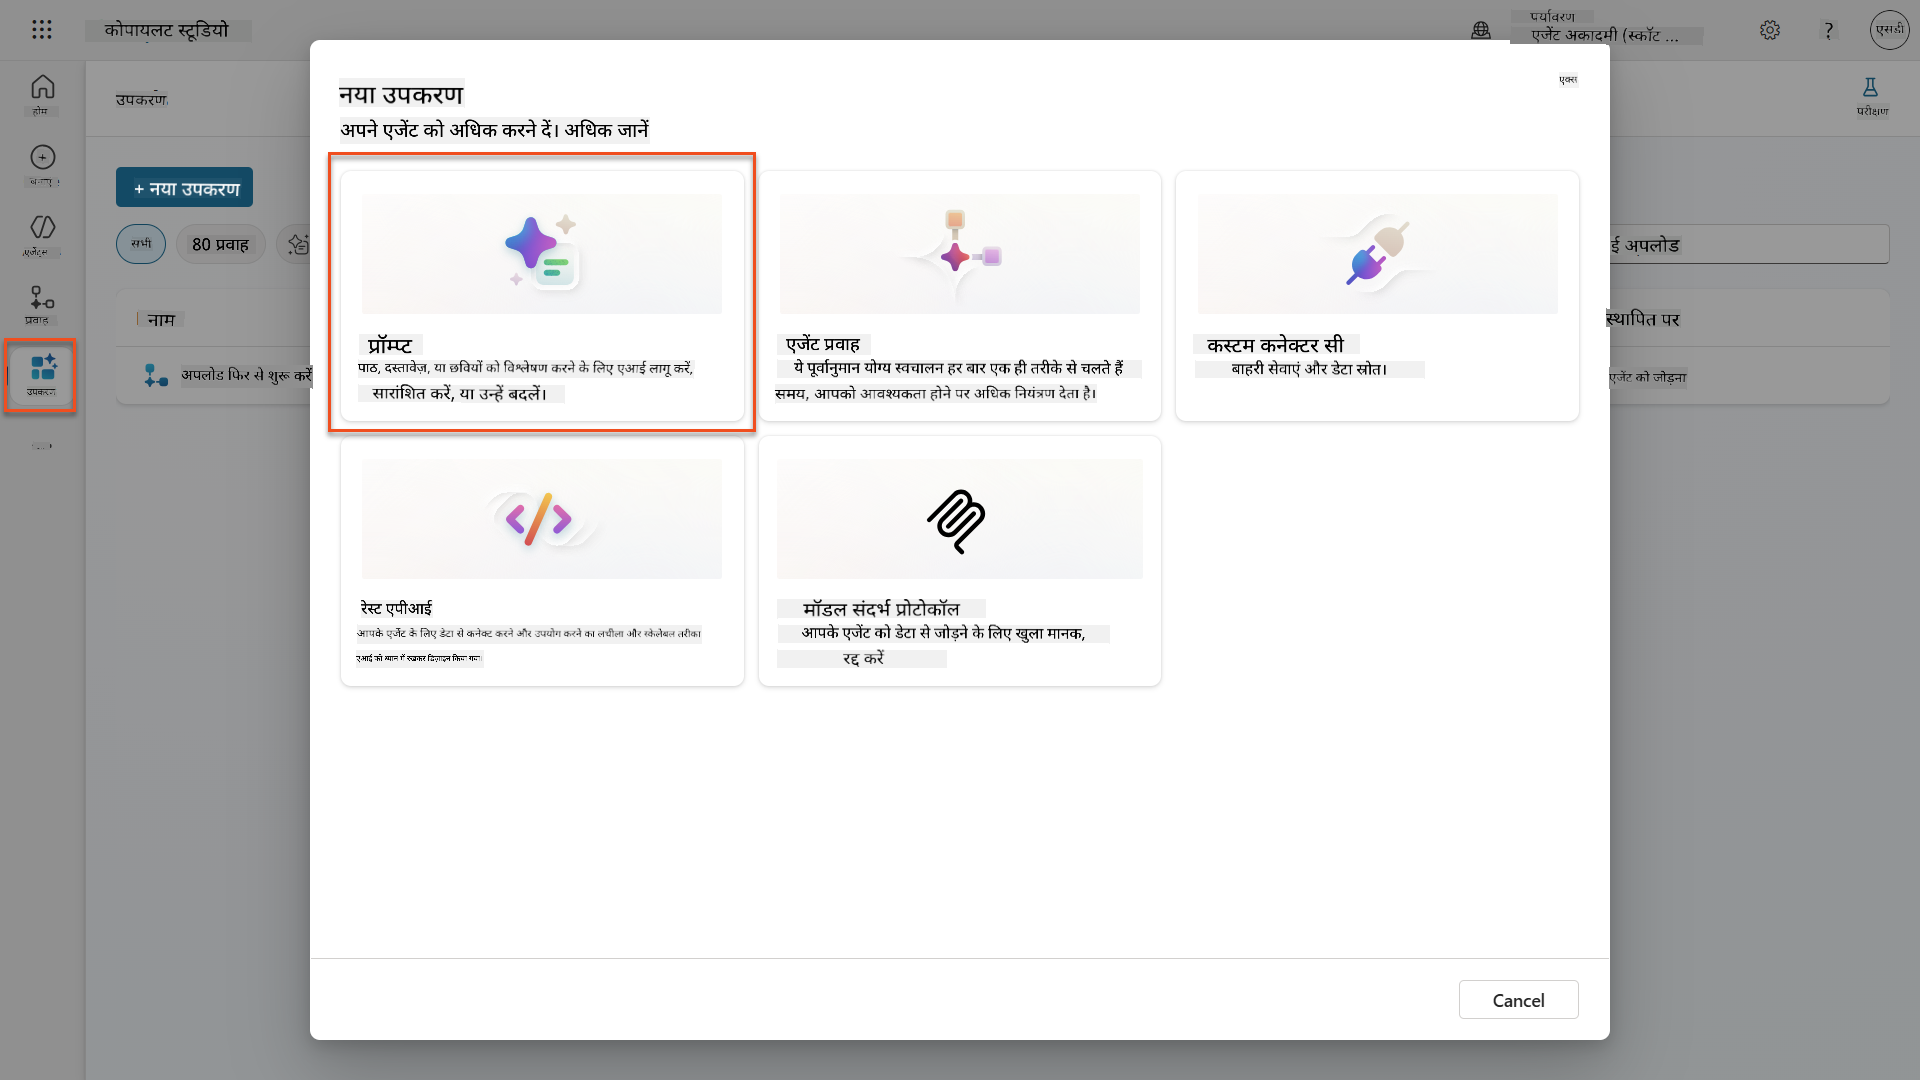 कोपायलट स्टूडियो
पर्यावरण
एजेंट अकादमी (स्कॉट ...
?
एसडी
होम
एजेंट्स
प्रवाह
उपकरण
उपकरण
परीक्षण
+ नया उपकरण
सभी
80 प्रवाह
ई अपलोड
नाम
स्थापित पर
अपलोड फिर से शुरू करें
एजेंट को जोड़ना
नया उपकरण
एक्स
अपने एजेंट को अधिक करने दें। अधिक जानें
प्रॉम्प्ट
पाठ, दस्तावेज़, या छवियों को विश्लेषण करने के लिए एआई लागू करें,
सारांशित करें, या उन्हें बदलें।
एजेंट प्रवाह
ये पूर्वानुमान योग्य स्वचालन हर बार एक ही तरीके से चलते हैं
समय, आपको आवश्यकता होने पर अधिक नियंत्रण देता है।
कस्टम कनेक्टर सी
बाहरी सेवाएं और डेटा स्रोत।
रेस्ट एपीआई
आपके एजेंट के लिए डेटा से कनेक्ट करने और उपयोग करने का लचीला और स्केलेबल तरीका
एआई को ध्यान में रखकर डिज़ाइन किया गया।
मॉडल संदर्भ प्रोटोकॉल
आपके एजेंट को डेटा से जोड़ने के लिए खुला मानक,
रद्द करें
Cancel